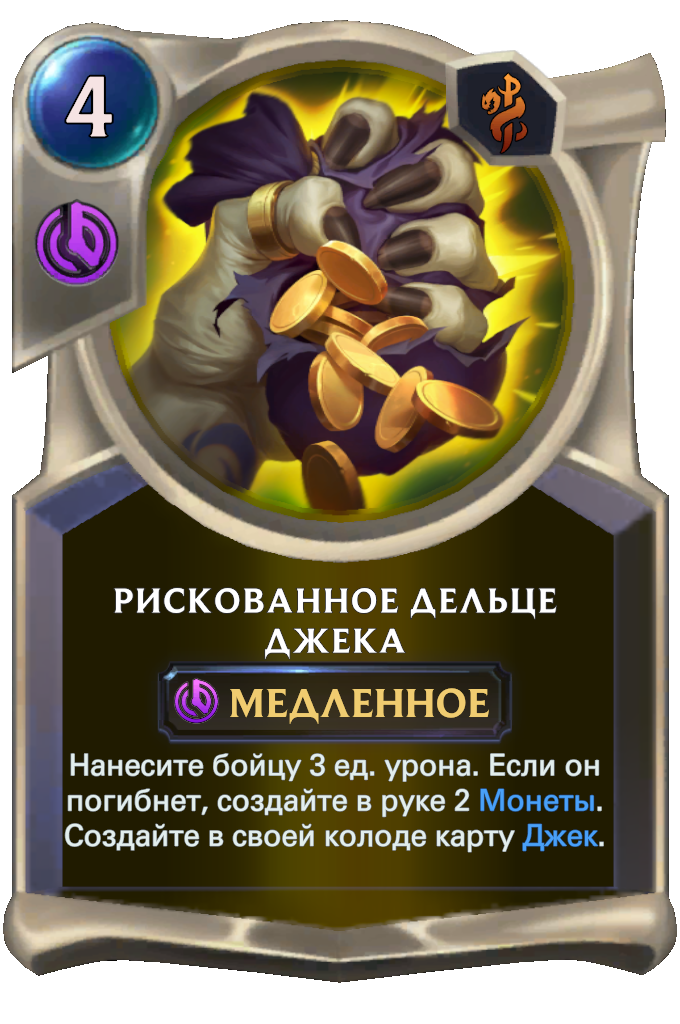 4
РИСКОВАННОЕ ДЕЛЬЦЕ
ДЖЕКА
МЕДЛЕННОЕ
Нанесите бойцу 3 ед. урона. Если он
погибнет, создайте в руке 2 Монеты.
Создайте в своей колоде карту Джек.